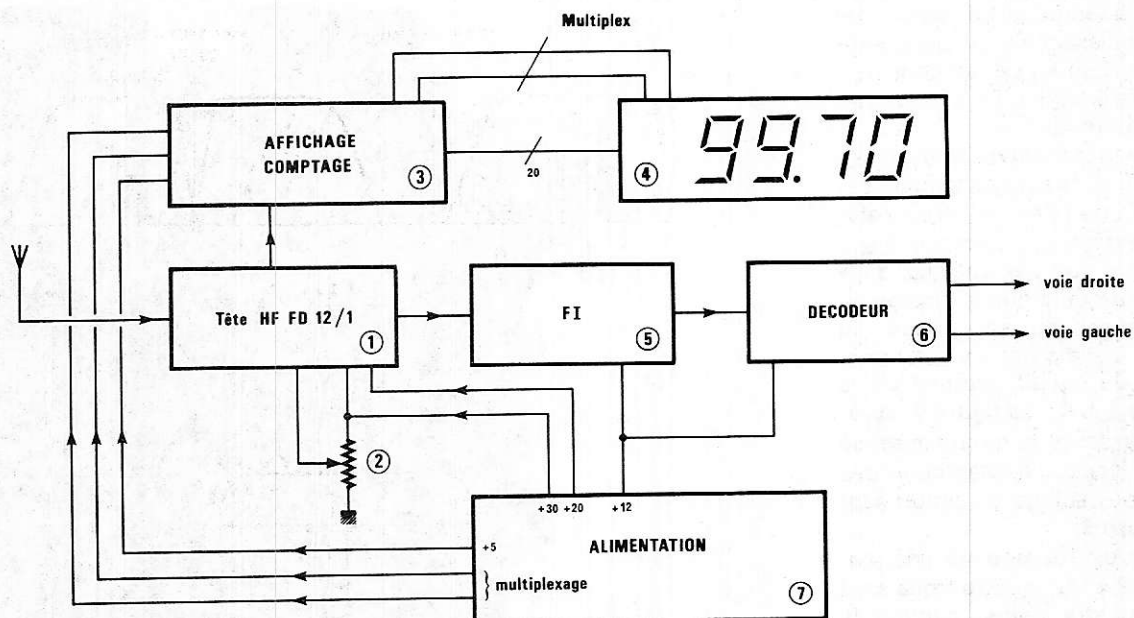 Multiplex
AFFICHAGE
COMPTAGE
3
20
4
99.70
Tête HF FD 12/1
1
FI
5
DECODEUR
6
voie droite
voie gauche
2
+30 +20 +12
+5
ALIMENTATION
multiplexage
7